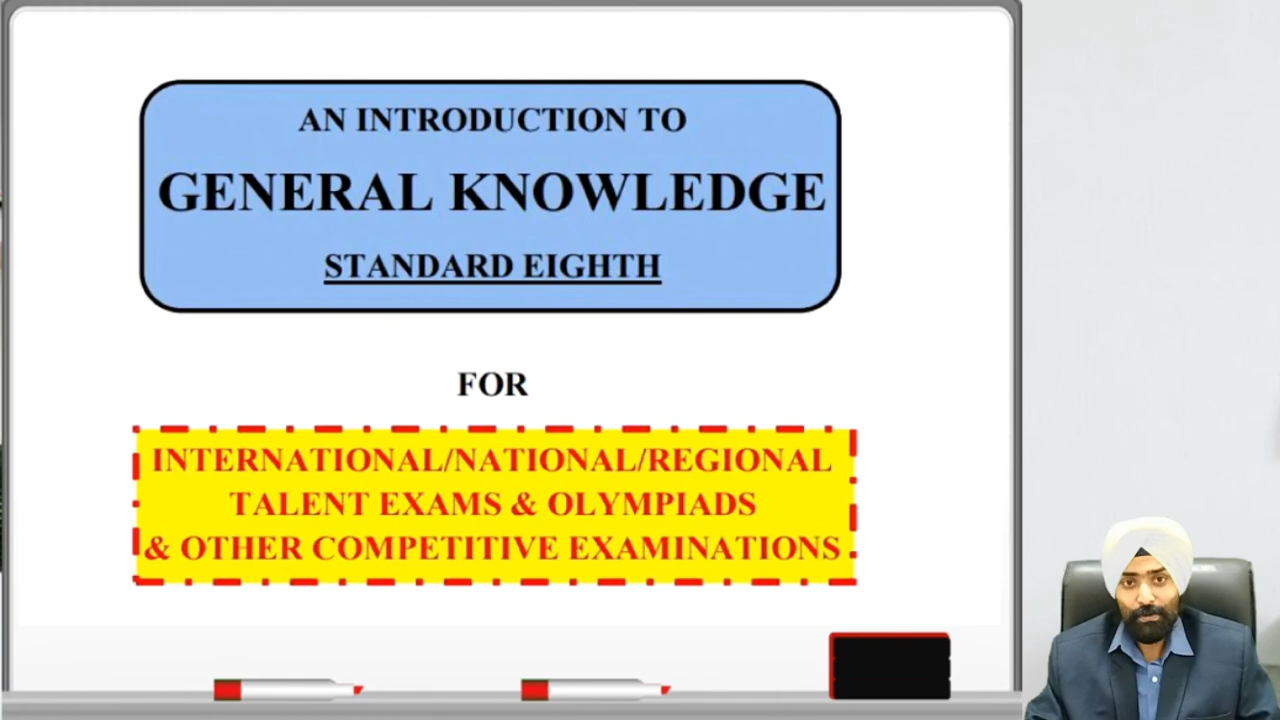 AN INTRODUCTION TO
GENERAL KNOWLEDGE
STANDARD EIGHTH
FOR
INTERNATIONAL/NATIONAL/REGIONAL
TALENT EXAMS & OLYMPIADS
& OTHER COMPETITIVE EXAMINATIONS